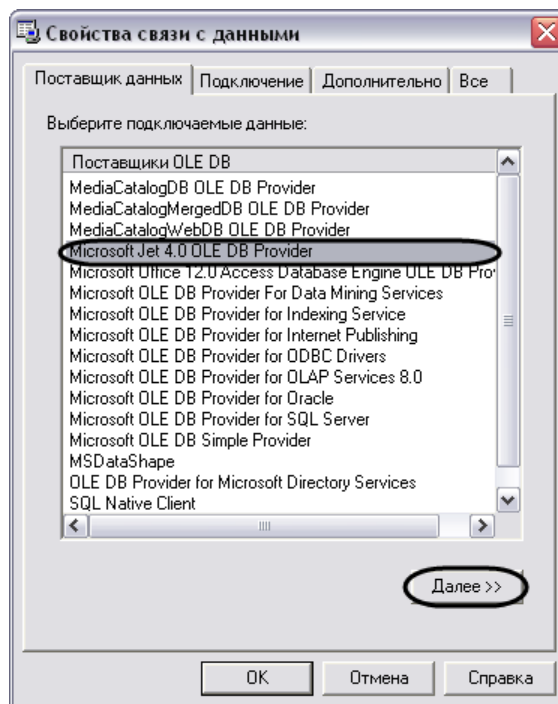 Свойства связи с данными
Поставщик данных Подключение Дополнительно Все
Выберите подключаемые данные:
Поставщики OLE DB
MediaCatalogDB OLE DB Provider
MediaCatalogMergedDB OLE DB Provider
MediaCatalogWebDB OLE DB Provider
Microsoft Jet 4.0 OLE DB Provider
Microsoft Office 12.0 Access Database Engine OLE DB Pro
Microsoft OLE DB Provider For Data Mining Services
Microsoft OLE DB Provider for Indexing Service
Microsoft OLE DB Provider for Internet Publishing
Microsoft OLE DB Provider for ODBC Drivers
Microsoft OLE DB Provider for OLAP Services 8.0
Microsoft OLE DB Provider for Oracle
Microsoft OLE DB Provider for SQL Server
Microsoft OLE DB Simple Provider
MSDataShape
OLE DB Provider for Microsoft Directory Services
SQL Native Client
Далее >>
OK Отмена Справка